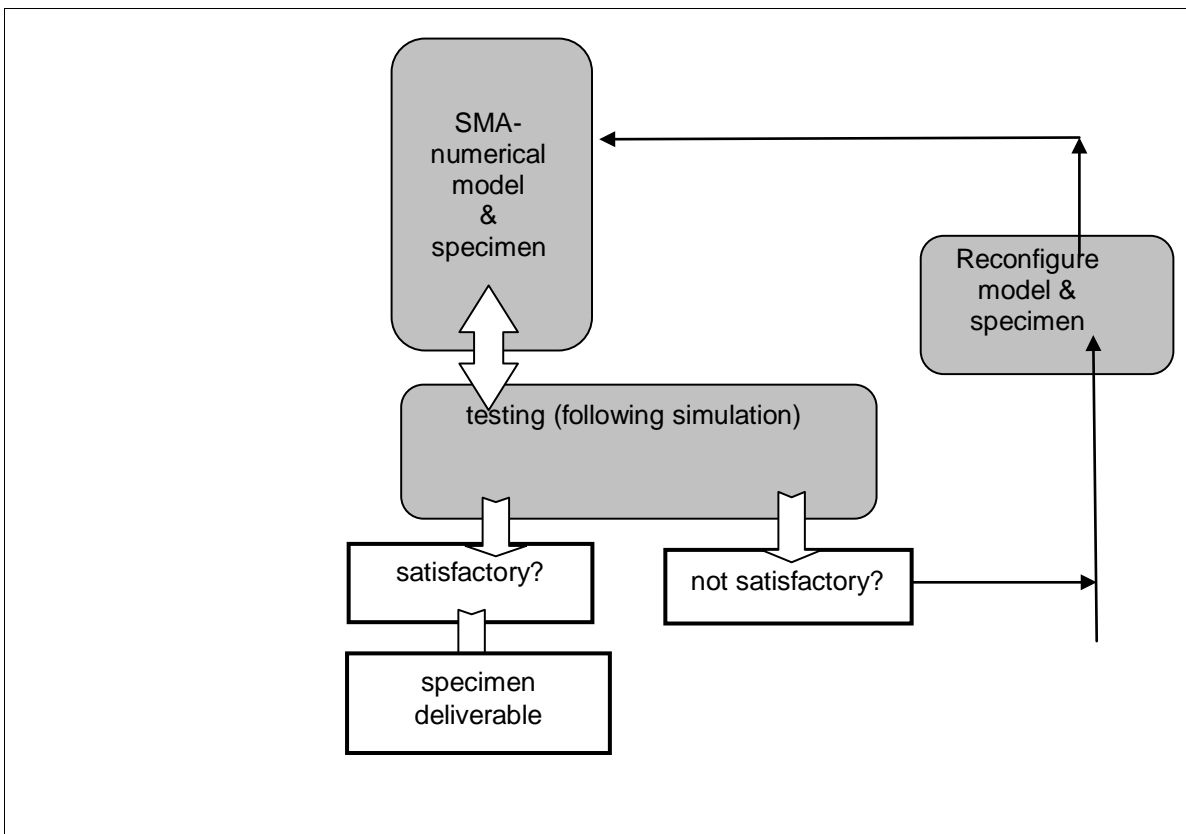 SMA-
numerical
model
&
specimen
Reconfigure
model &
specimen
testing (following simulation)
satisfactory?
not satisfactory?
specimen
deliverable